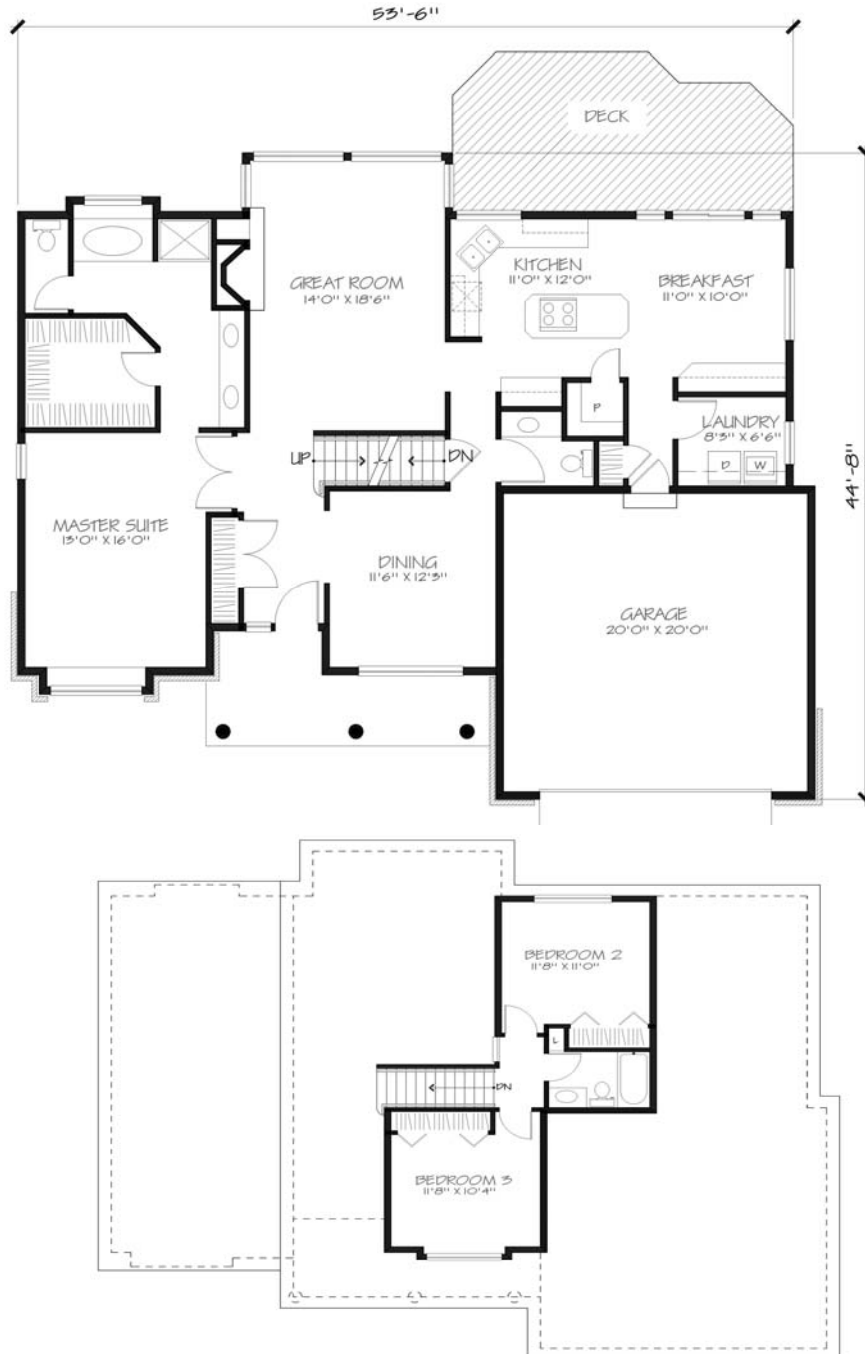 53'-6"
DECK
KITCHEN
11'0" X 12'0"
BREAKFAST
11'0" X 10'0"
GREAT ROOM
14'0" X 18'6"
P
LAUNDRY
8'3" X 6'6"
D
W
UP
DN
44'-8"
MASTER SUITE
13'0" X 16'0"
DINING
11'6" X 12'3"
GARAGE
20'0" X 20'0"
BEDROOM 2
11'8" X 11'0"
L
DN
BEDROOM 3
11'8" X 10'4"